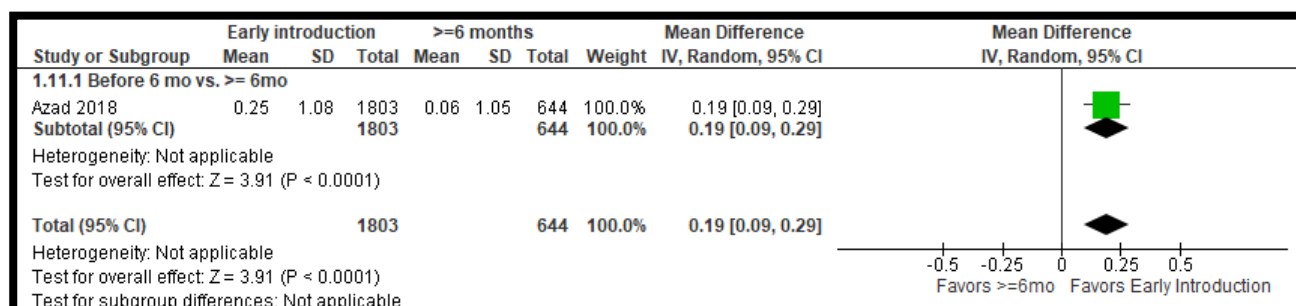 Early introduction >=6 months Mean Difference Mean Difference
Study or Subgroup Mean SD Total Mean SD Total Weight IV, Random, 95% CI IV, Random, 95% CI
1.11.1 Before 6 mo vs. >= 6mo
Azad 2018 0.25 1.08 1803 0.06 1.05 644 100.0% 0.19 [0.09, 0.29]
Subtotal (95% CI) 1803 644 100.0% 0.19 [0.09, 0.29]
Heterogeneity: Not applicable
Test for overall effect: Z = 3.91 (P < 0.0001)
Total (95% CI) 1803 644 100.0% 0.19 [0.09, 0.29]
Heterogeneity: Not applicable
Test for overall effect: Z = 3.91 (P < 0.0001)
Test for subgroup differences: Not applicable
-0.5 -0.25 0 0.25 0.5
Favors >=6mo Favors Early Introduction